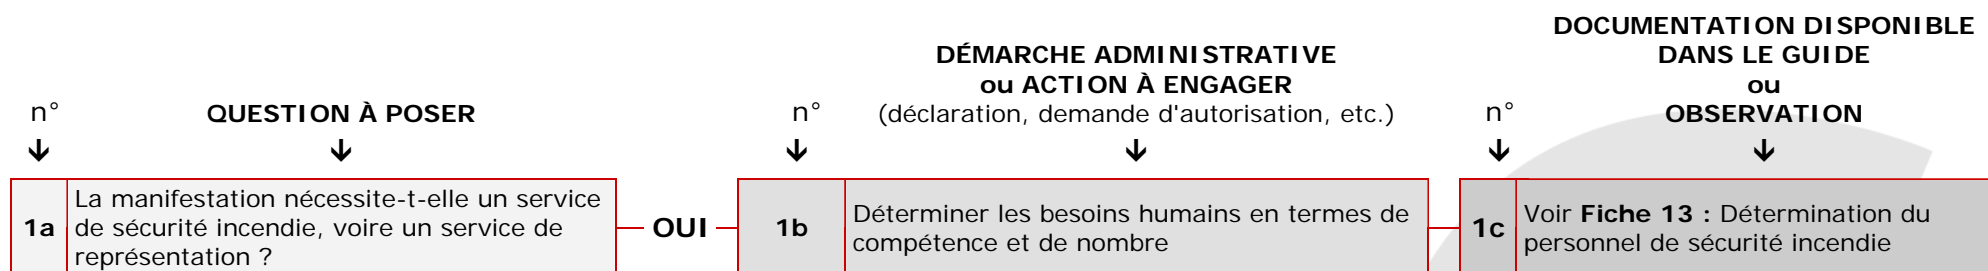 DOCUMENTATION DISPONIBLE
DANS LE GUIDE
ou
OBSERVATION
DÉMARCHE ADMINISTRATIVE
ou ACTION À ENGAGER
(déclaration, demande d'autorisation, etc.)
n° QUESTION À POSER n° n°
1a La manifestation nécessite-t-elle un service
de sécurité incendie, voire un service de
représentation ?
OUI
1b Déterminer les besoins humains en termes de
compétence et de nombre
1c Voir Fiche 13 : Détermination du
personnel de sécurité incendie